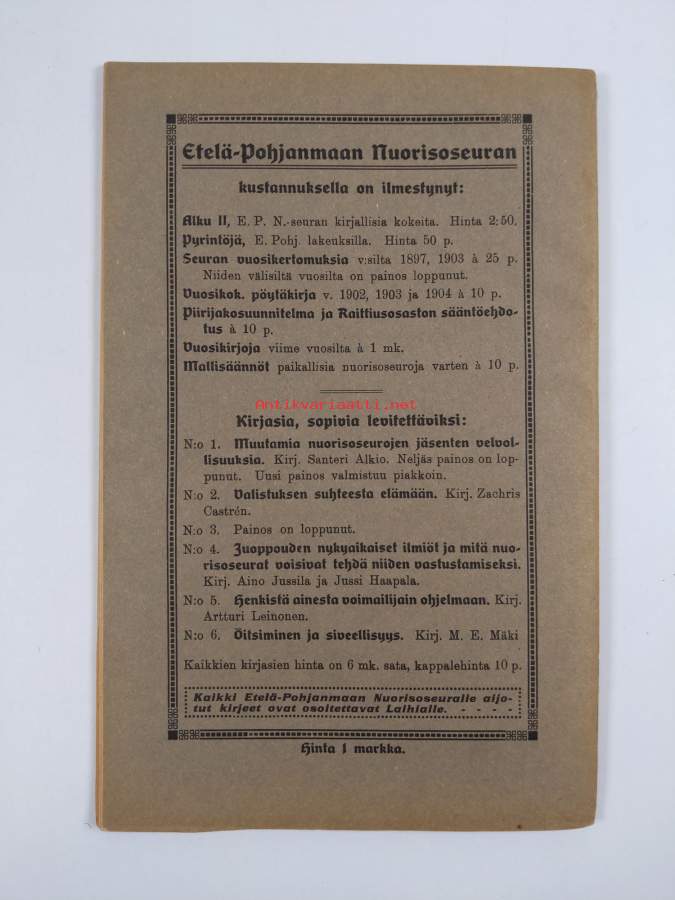 Etelä-Pohjanmaan Nuorisoseuran
kustannuksella on ilmestynyt:
Alku II, E. P. N.-seuran kirjallisia kokeita. Hinta 2:50.
Pyrintöjä, E. Pohj. lakeuksilla. Hinta 50 p.
Seuran vuosikertomuksia v:silta 1897, 1903 à 25 p.
Niiden välisiltä vuosilta on painos loppunut.
Vuosikok. pöytäkirja v. 1902, 1903 ja 1904 à 10 p.
Piirijakosuunnitelma ja Raittiusosaston sääntöehdo-
tus à 10 p.
Vuosikirjoja viime vuosilta à 1 mk.
Mallisäännöt paikallisia nuorisoseuroja varten à 10 p.
Antikvariaatti.net
Kirjasia, sopivia levitettäviksi:
N:o 1. Muutamia nuorisoseurojen jäsenten velvol-
lisuuksia. Kirj. Santeri Alkio. Neljäs painos on lop-
punut. Uusi painos valmistuu piakkoin.
N:o 2. Valistuksen suhteesta elämään. Kirj. Zachris
Castrén.
N:o 3. Painos on loppunut.
N:o 4. Juoppouden nykyaikaiset ilmiöt ja mitä nuo-
risoseurat voisivat tehdä niiden vastustamiseksi.
Kirj. Aino Jussila ja Jussi Haapala.
N:o 5. Henkistä ainesta voimailijain ohjelmaan. Kirj.
Artturi Leinonen.
N:o 6. Öitsiminen ja siveellisyys. Kirj. M. E. Mäki
Kaikkien kirjasien hinta on 6 mk. sata, kappalehinta 10 p.
Kaikki Etelä-Pohjanmaan Nuorisoseuralle aijo-
tut kirjeet ovat osoitettavat Laihialle. - - - -
Hinta 1 markka.